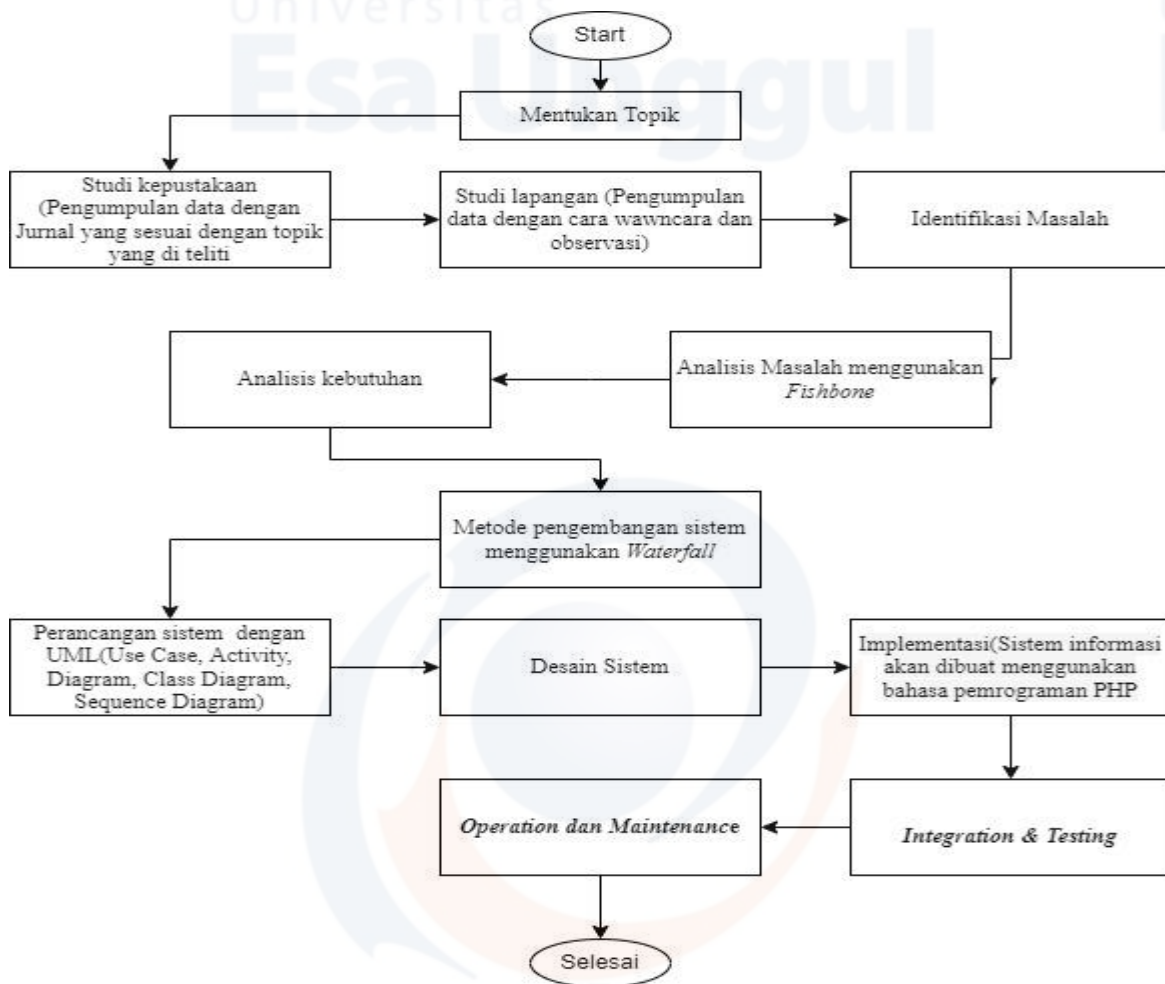 Universitas
Esa Unggul
Start
Mentukan Topik
Studi kepustakaan
(Pengumpulan data dengan
Jurnal yang sesuai dengan topik
yang di teliti
Studi lapangan (Pengumpulan
data dengan cara wawncara dan
observasi)
Identifikasi Masalah
Analisis Masalah menggunakan
Fishbone
Analisis kebutuhan
Metode pengembangan sistem
menggunakan Waterfall
Perancangan sistem dengan
UML(Use Case, Activity,
Diagram, Class Diagram,
Sequence Diagram)
Desain Sistem
Implementasi(Sistem informasi
akan dibuat menggunakan
bahasa pemrograman PHP
Integration & Testing
Operation dan Maintenance
Selesai